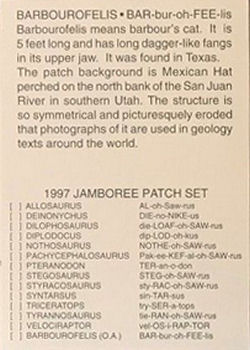 BARBOUROFELIS • BAR-bur-oh-FEE-lis
Barbourofelis means barbour's cat. It is
5 feet long and has long dagger-like fangs
in its upper jaw. It was found in Texas.
The patch background is Mexican Hat
perched on the north bank of the San Juan
River in southern Utah. The structure is
so symmetrical and picturesquely eroded
that photographs of it are used in geology
texts around the world.
1997 JAMBOREE PATCH SET
[ ] ALLOSAURUS AL-oh-Saw-rus
[ ] DEINONYCHUS DIE-no-NIKE-us
[ ] DILOPHOSAURUS die-LOAF-oh-SAW-rus
[ ] DIPLODOCUS dip-LOD-oh-kus
[ ] NOTHOSAURUS NOTHE-oh-SAW-rus
[ ] PACHYCEPHALOSAURUS Pak-ee-KEF-al-oh-SAW-rus
[ ] PTERANODON TER-an-o-don
[ ] STEGOSAURUS STEG-oh-SAW-rus
[ ] STYRACOSAURUS sty-RAC-oh-SAW-rus
[ ] SYNTARSUS sin-TAR-sus
[ ] TRICERATOPS try-SER-a-tops
[ ] TYRANNOSAURUS tie-RAN-oh-SAW-rus
[ ] VELOCIRAPTOR vel-OS-i-RAP-TOR
[ ] BARBOUROFELIS (O.A.) BAR-bur-oh-FEE-lis